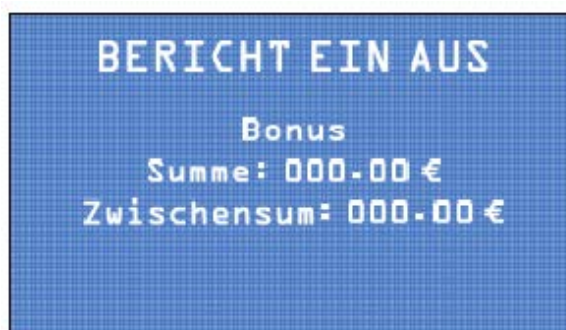 BERICHT EIN AUS
Bonus
Summe: 000.00 €
Zwischensum: 000.00 €